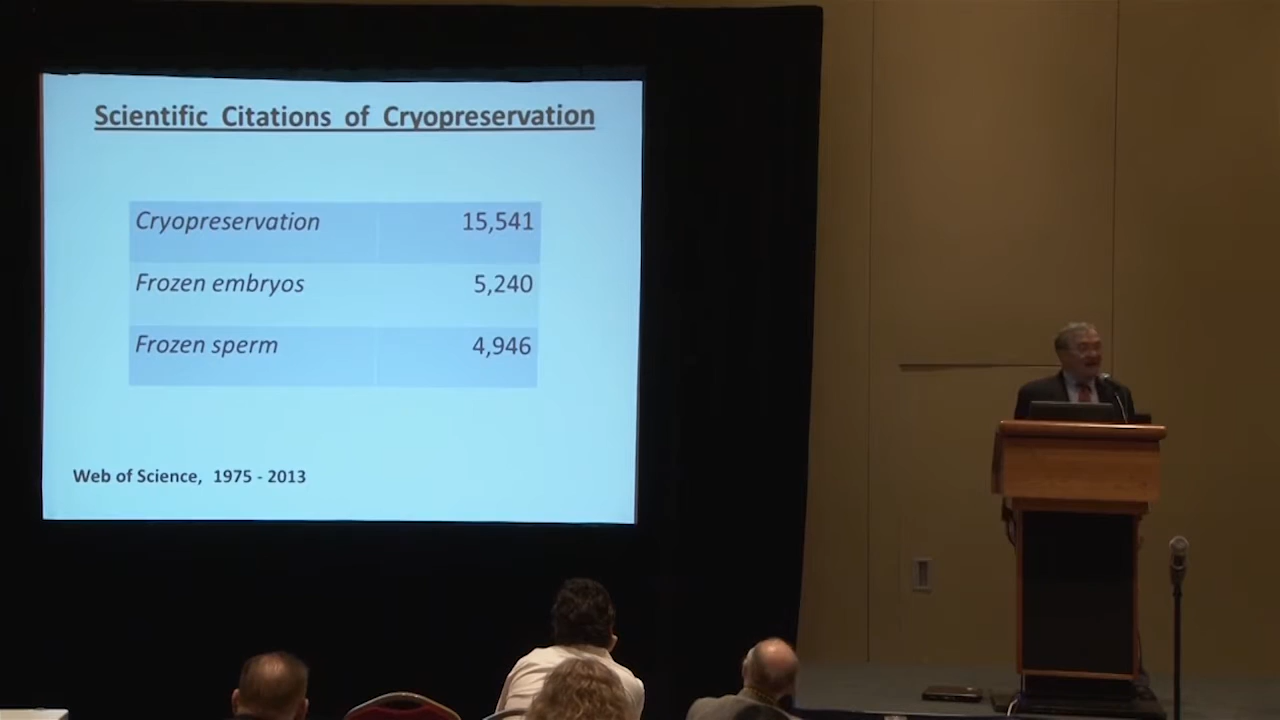 Scientific Citations of Cryopreservation
Cryopreservation 15,541
Frozen embryos 5,240
Frozen sperm 4,946
Web of Science, 1975 - 2013